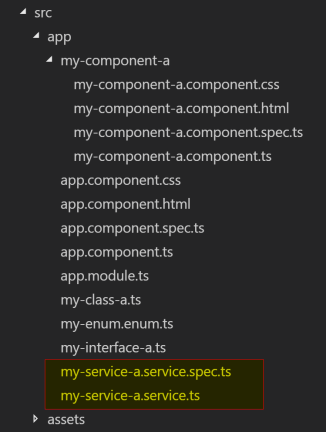 src
app
my-component-a
my-component-a.component.css
my-component-a.component.html
my-component-a.component.spec.ts
my-component-a.component.ts
app.component.css
app.component.html
app.component.spec.ts
app.component.ts
app.module.ts
my-class-a.ts
my-enum.enum.ts
my-interface-a.ts
my-service-a.service.spec.ts
my-service-a.service.ts
assets